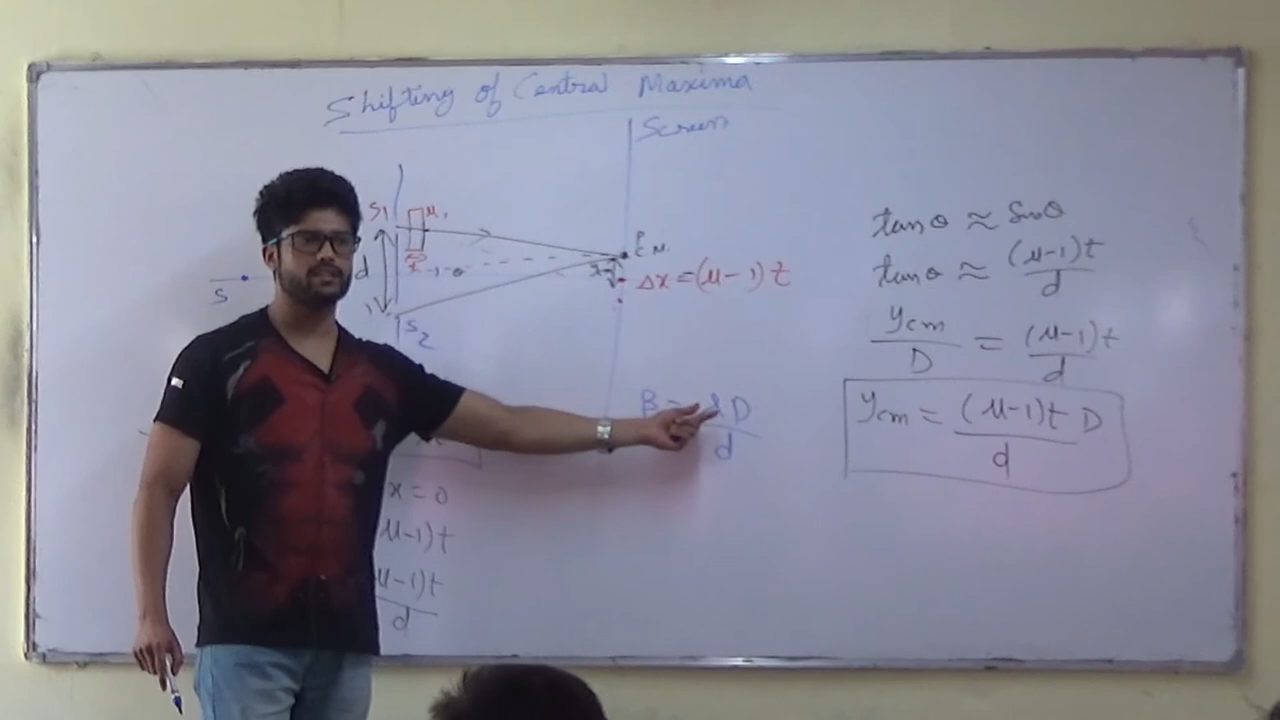 Shifting of Central Maxima
Screen
S1 μ1
d
t
θ
S
S2
P
C.M.
Δx = (μ-1) t
β = λD
d
x = 0
μ-1)t
μ-1)t
d
tan θ ≈ Sin θ
tan θ ≈ (μ-1)t
d
ycm = (μ-1)t
D d
ycm = (μ-1)t D
d